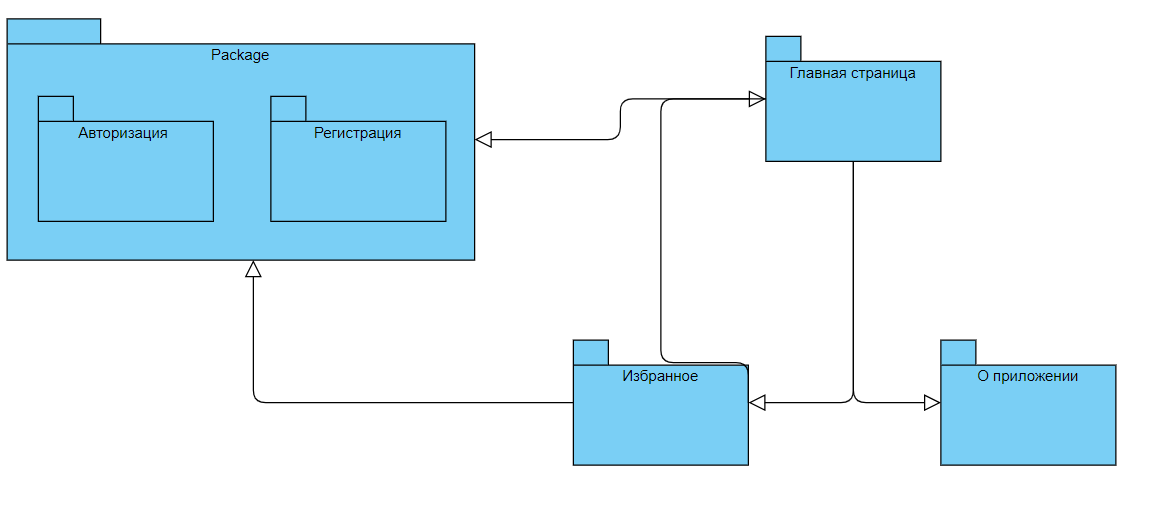 Package
Главная страница
Авторизация
Регистрация
Избранное
О приложении